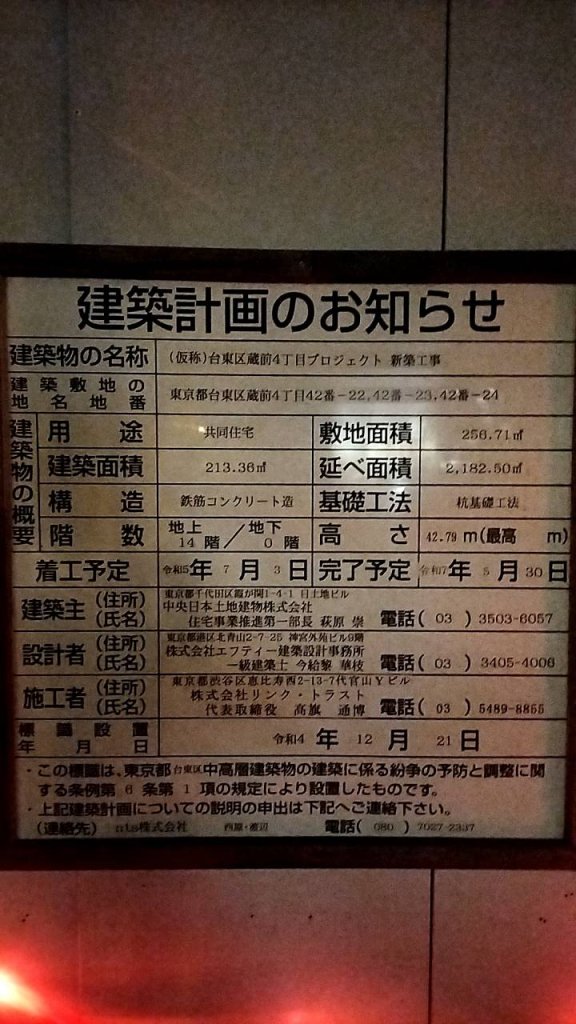 建築計画のお知らせ
建築物の名称 (仮称)台東区蔵前4丁目プロジェクト 新築工事
建築敷地の地名地番 東京都台東区蔵前4丁目42番-22,42番-23,42番-24
建築物の概要
用途 共同住宅 敷地面積 256.71㎡
建築面積 213.36㎡ 延べ面積 2,182.50㎡
構造 鉄筋コンクリート造 基礎工法 杭基礎工法
階数 地上14階/地下0階 高さ 42.79m(最高 m)
着工予定 令和5年7月3日 完了予定 令和7年5月30日
東京都千代田区霞が関1-4-1 日土地ビル
建築主(住所)(氏名) 中央日本土地建物株式会社
住宅事業推進第一部長 萩原 崇 電話(03)3503-6057
東京都港区北青山2-7-25 神宮外苑ビル9階
設計者(住所)(氏名) 株式会社エフティー建築設計事務所
一級建築士 今給黎 華枝 電話(03)3405-4006
東京都渋谷区恵比寿西2-13-7代官山Yビル
施工者(住所)(氏名) 株式会社リンク・トラスト
代表取締役 高旗 通博 電話(03)5489-8855
標識設置年月日 令和4年12月21日
・この標識は、東京都台東区中高層建築物の建築に係る紛争の予防と調整に関
する条例第6条第1項の規定により設置したものです。
・上記建築計画についての説明の申出は下記へご連絡下さい。
(連絡先) nts株式会社 西原・渡辺 電話(080)7027-2337